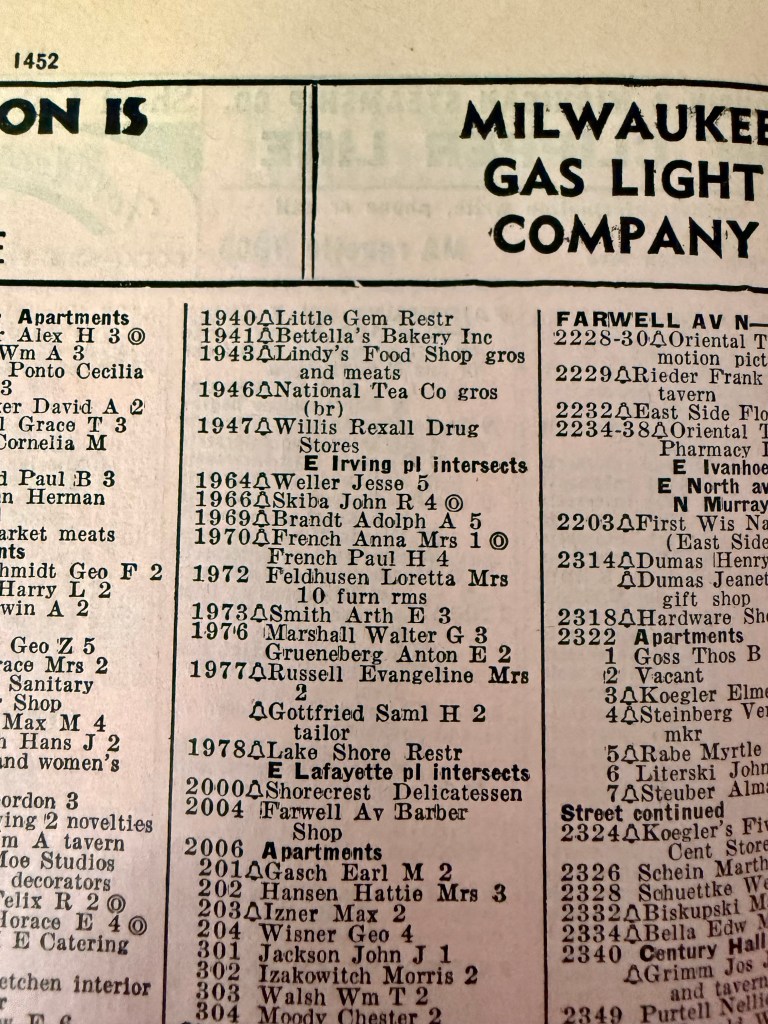 1452
ON IS
MILWAUKEE
GAS LIGHT
COMPANY
Apartments
Alex H 3 ◎
Wm A 3
Ponto Cecilia
3
er David A 2
Grace T 3
Cornelia M
Paul B 3
Herman
arket meats
nts
hmidt Geo F 2
Harry L 2
win A 2
Geo Z 5
race Mrs 2
Sanitary
Shop
Max M 4
Hans J 2
and women's
ordon 3
ving 2 novelties
m A tavern
Moe Studios
decorators
Felix R 2 ◎
Horace E 4 ◎
E Catering
etchen interior
1940△Little Gem Restr
1941△Bettella's Bakery Inc
1943△Lindy's Food Shop gros
and meats
1946△National Tea Co gros
(br)
1947△Willis Rexall Drug
Stores
E Irving pl intersects
1964△Weller Jesse 5
1966△Skiba John R 4 ◎
1969△Brandt Adolph A 5
1970△French Anna Mrs 1 ◎
French Paul H 4
1972 Feldhusen Loretta Mrs
10 furn rms
1973△Smith Arth E 3
1976 Marshall Walter G 3
Grueneberg Anton E 2
1977△Russell Evangeline Mrs
2
△Gottfried Saml H 2
tailor
1978△Lake Shore Restr
E Lafayette pl intersects
2000△Shorecrest Delicatessen
2004 Farwell Av Barber
Shop
2006 Apartments
201△Gasch Earl M 2
202 Hansen Hattie Mrs 3
203△Izner Max 2
204 Wisner Geo 4
301 Jackson John J 1
302 Izakowitch Morris 2
303 Walsh Wm T 2
304 Moody Chester 2
FARWELL AV N—
2228-30△Oriental T
motion pict
2229△Rieder Frank
tavern
2232△East Side Flo
2234-38△Oriental T
Pharmacy I
E Ivanhoe
E North av
N Murray
2203△First Wis Na
(East Side
2314△Dumas Henry
△Dumas Jeanet
gift shop
2318△Hardware Sho
2322 Apartments
1 Goss Thos B
2 Vacant
3△Koegler Elme
4△Steinberg Ver
mkr
5△Rabe Myrtle
6 Literski John
7△Steuber Alma
Street continued
2324△Koegler's Fiv
Cent Store
2326 Schein Marth
2328 Schuettke We
2332△Biskupski M
2334△Bella Edw
2340 Century Hall
△Grimm Jos J
and tavern
2349 Purtell Nellie